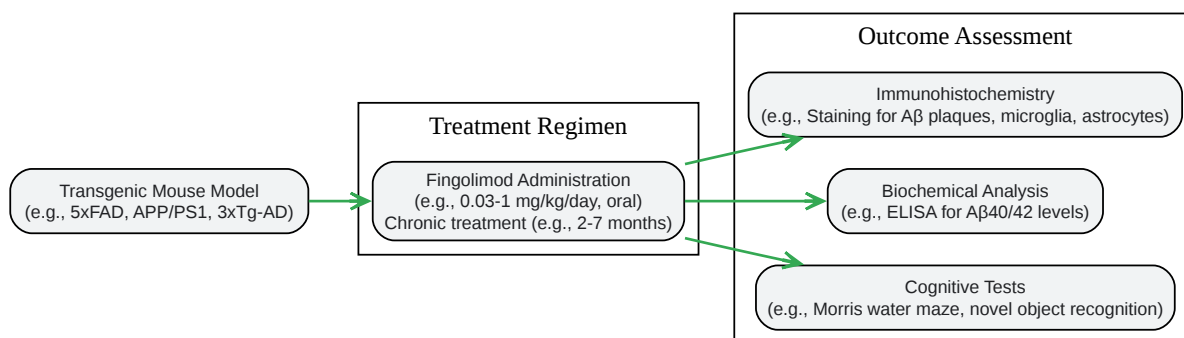 Transgenic Mouse Model
(e.g., 5xFAD, APP/PS1, 3xTg-AD)
Treatment Regimen
Fingolimod Administration
(e.g., 0.03-1 mg/kg/day, oral)
Chronic treatment (e.g., 2-7 months)
Outcome Assessment
Immunohistochemistry
(e.g., Staining for Aβ plaques, microglia, astrocytes)
Biochemical Analysis
(e.g., ELISA for Aβ40/42 levels)
Cognitive Tests
(e.g., Morris water maze, novel object recognition)